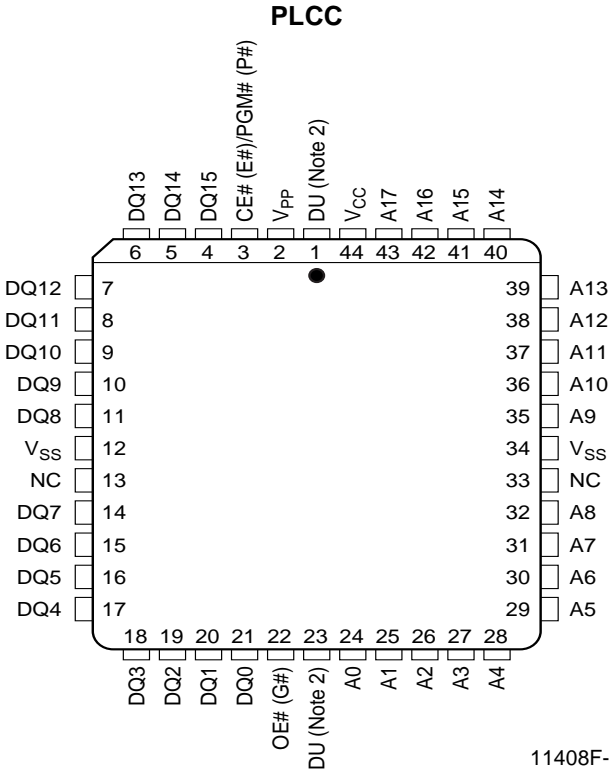 PLCC
DQ13
DQ14
DQ15
CE# (E#)/PGM# (P#)
VPP
DU (Note 2)
VCC
A17
A16
A15
A14
6 5 4 3 2 1 44 43 42 41 40
DQ12 7 39 A13
DQ11 8 38 A12
DQ10 9 37 A11
DQ9 10 36 A10
DQ8 11 35 A9
VSS 12 34 VSS
NC 13 33 NC
DQ7 14 32 A8
DQ6 15 31 A7
DQ5 16 30 A6
DQ4 17 29 A5
18 19 20 21 22 23 24 25 26 27 28
DQ3
DQ2
DQ1
DQ0
OE# (G#)
DU (Note 2)
A0
A1
A2
A3
A4
11408F-